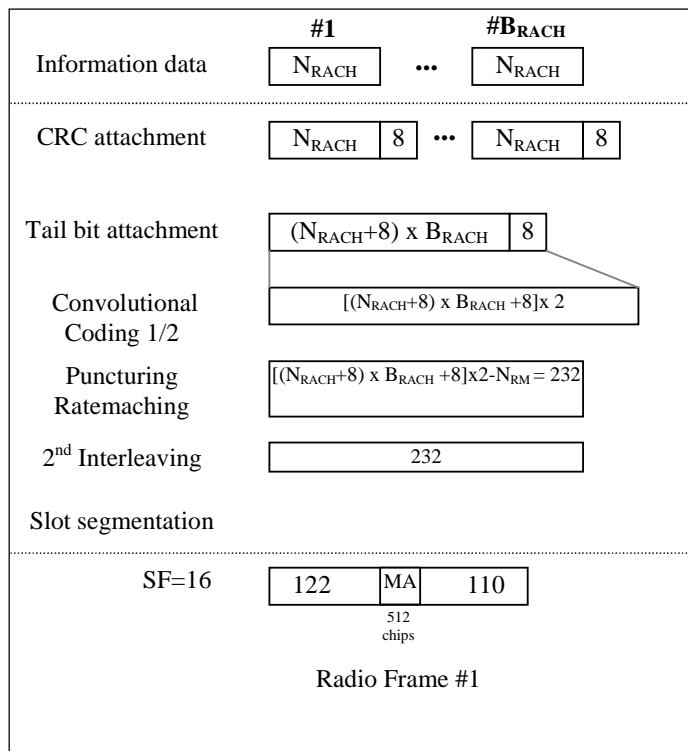 #1 #B_RACH
Information data N_RACH ••• N_RACH
CRC attachment N_RACH 8 ••• N_RACH 8
Tail bit attachment (N_RACH+8) x B_RACH 8
Convolutional
Coding 1/2
[(N_RACH+8) x B_RACH +8]x 2
Puncturing
Ratemaching
[(N_RACH+8) x B_RACH +8]x2-N_RM = 232
2nd Interleaving 232
Slot segmentation
SF=16 122 MA 110
512
chips
Radio Frame #1